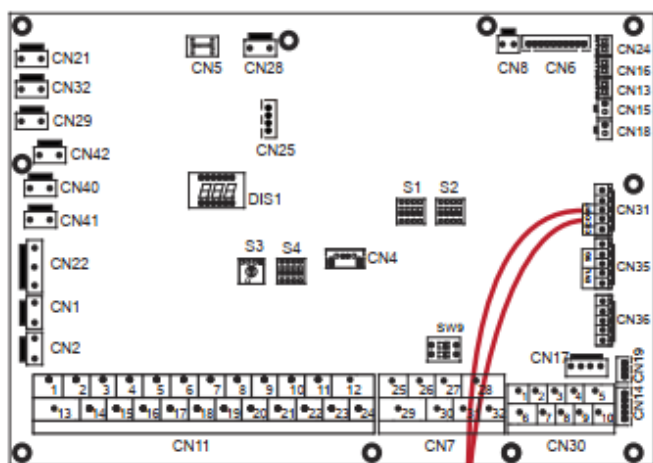 CN21
CN5
CN28
CN8
CN6
CN24
CN32
CN16
CN13
CN29
CN15
CN25
CN18
CN42
CN40
DIS1
S1
S2
CN31
CN41
CN22
S3
S4
CN4
CN35
CN1
CN36
SW9
CN2
CN17
CN19
1 2 3 4 5 6 7 8 9 10 11 12
25 26 27 28
1 2 3 4 5
CN14
13 14 15 16 17 18 19 20 21 22 23 24
29 30 31 32
6 7 8 9 10
CN11
CN7
CN30